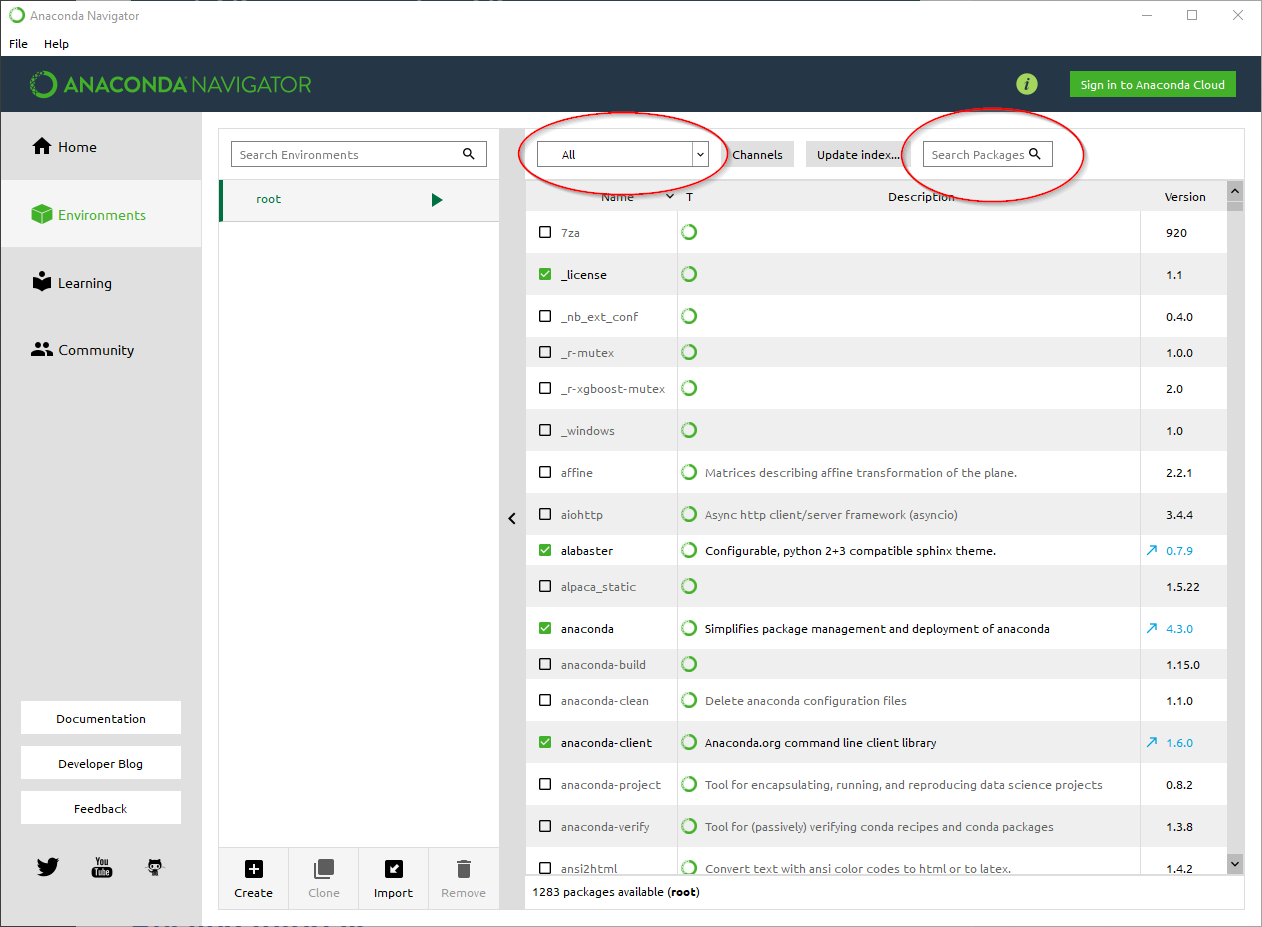 Anaconda Navigator
File Help
ANACONDA NAVIGATOR
i
Sign in to Anaconda Cloud
Home
Environments
Learning
Community
Documentation
Developer Blog
Feedback
You Tube
Search Environments
root
Create Clone Import Remove
All Channels Update index... Search Packages
Name T Description Version
7za 920
_license 1.1
_nb_ext_conf 0.4.0
_r-mutex 1.0.0
_r-xgboost-mutex 2.0
_windows 1.0
affine Matrices describing affine transformation of the plane. 2.2.1
aiohttp Async http client/server framework (asyncio) 3.4.4
alabaster Configurable, python 2+3 compatible sphinx theme. 0.7.9
alpaca_static 1.5.22
anaconda Simplifies package management and deployment of anaconda 4.3.0
anaconda-build 1.15.0
anaconda-clean Delete anaconda configuration files 1.1.0
anaconda-client Anaconda.org command line client library 1.6.0
anaconda-project Tool for encapsulating, running, and reproducing data science projects 0.8.2
anaconda-verify Tool for (passively) verifying conda recipes and conda packages 1.3.8
ansi2html Convert text with ansi color codes to html or to latex. 1.4.2
1283 packages available (root)